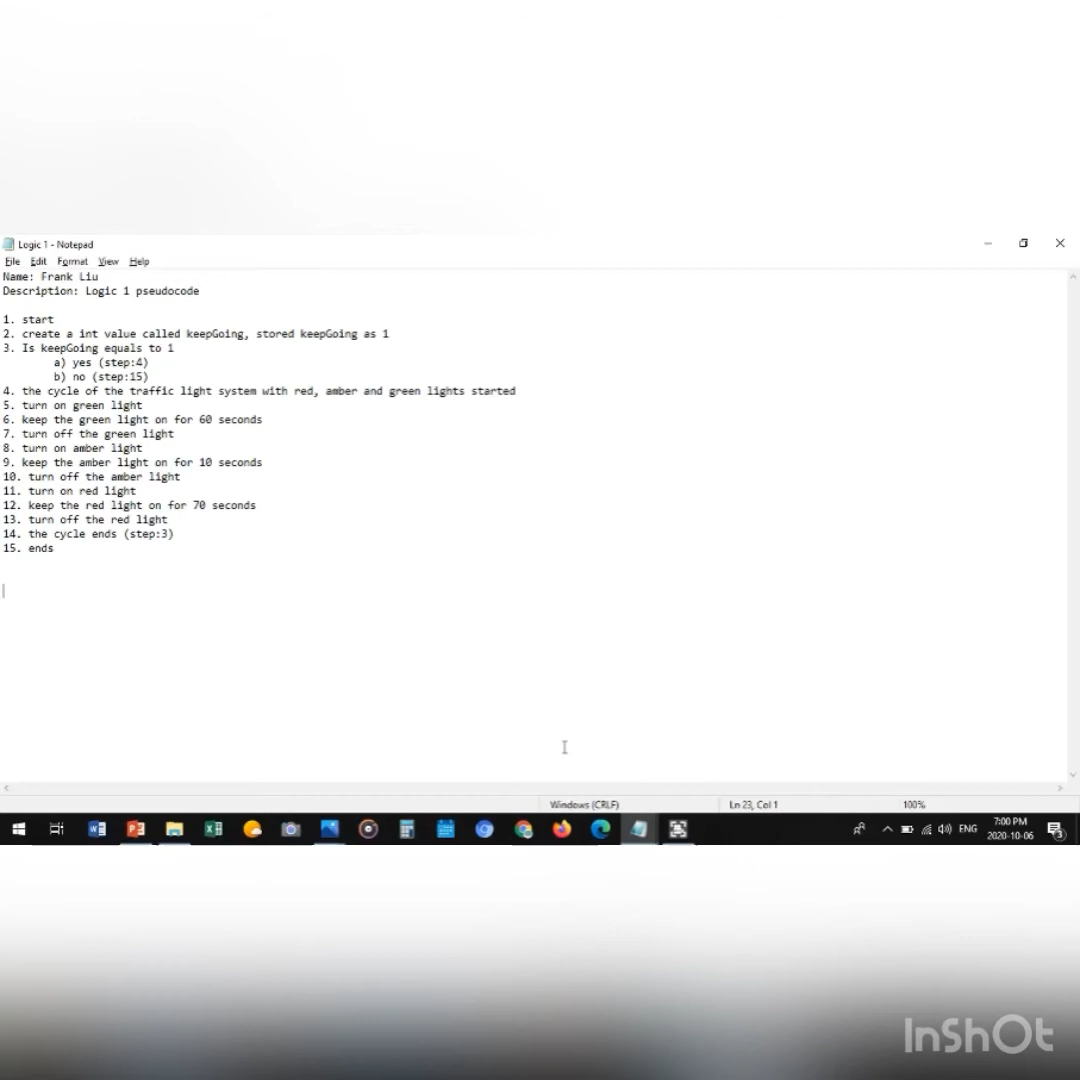 Logic 1 - Notepad
File Edit Format View Help
Name: Frank Liu
Description: Logic 1 pseudocode
1. start
2. create a int value called keepGoing, stored keepGoing as 1
3. Is keepGoing equals to 1
a) yes (step:4)
b) no (step:15)
4. the cycle of the traffic light system with red, amber and green lights started
5. turn on green light
6. keep the green light on for 60 seconds
7. turn off the green light
8. turn on amber light
9. keep the amber light on for 10 seconds
10. turn off the amber light
11. turn on red light
12. keep the red light on for 70 seconds
13. turn off the red light
14. the cycle ends (step:3)
15. ends
Windows (CRLF) Ln 23, Col 1 100%
ENG 7:00 PM
2020-10-06
3
InShOt